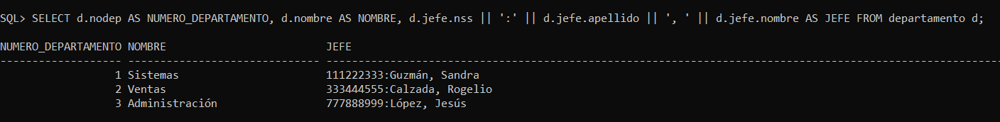 SQL> SELECT d.nodep AS NUMERO_DEPARTAMENTO, d.nombre AS NOMBRE, d.jefe.nss || ':' || d.jefe.apellido || ', ' || d.jefe.nombre AS JEFE FROM departamento d;
NUMERO_DEPARTAMENTO NOMBRE                         JEFE
------------------- ------------------------------ ---------------------------------------------------------------------------------------------------------
                  1 Sistemas                       111222333:Guzmán, Sandra
                  2 Ventas                         333444555:Calzada, Rogelio
                  3 Administración                 777888999:López, Jesús